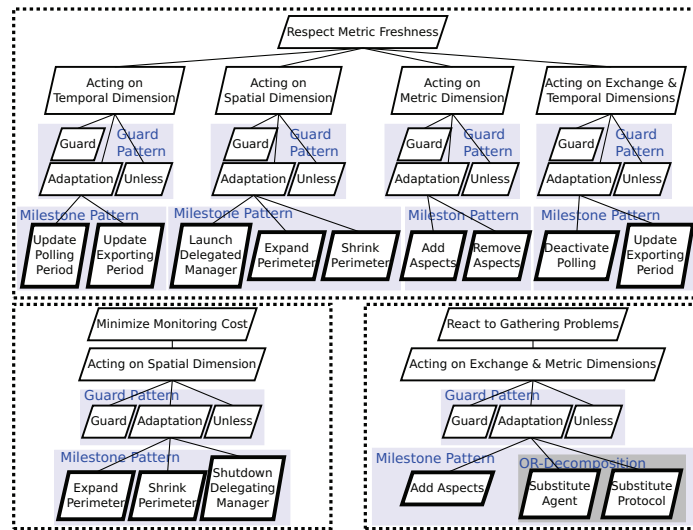 Respect Metric Freshness
Acting on
Temporal Dimension
Acting on
Spatial Dimension
Acting on
Metric Dimension
Acting on Exchange &
Temporal Dimensions
Guard
Guard
Pattern
Adaptation
Unless
Guard
Guard
Pattern
Adaptation
Unless
Guard
Guard
Pattern
Adaptation
Unless
Guard
Guard
Pattern
Adaptation
Unless
Milestone Pattern
Update
Polling
Period
Update
Exporting
Period
Milestone Pattern
Launch
Delegated
Manager
Expand
Perimeter
Shrink
Perimeter
Mileston Pattern
Add
Aspects
Remove
Aspects
Milestone Pattern
Deactivate
Polling
Update
Exporting
Period
Minimize Monitoring Cost
Acting on Spatial Dimension
Guard Pattern
Guard
Adaptation
Unless
Milestone Pattern
Expand
Perimeter
Shrink
Perimeter
Shutdown
Delegating
Manager
React to Gathering Problems
Acting on Exchange & Metric Dimensions
Guard Pattern
Guard
Adaptation
Unless
Milestone Pattern
Add Aspects
OR-Decomposition
Substitute
Agent
Substitute
Protocol